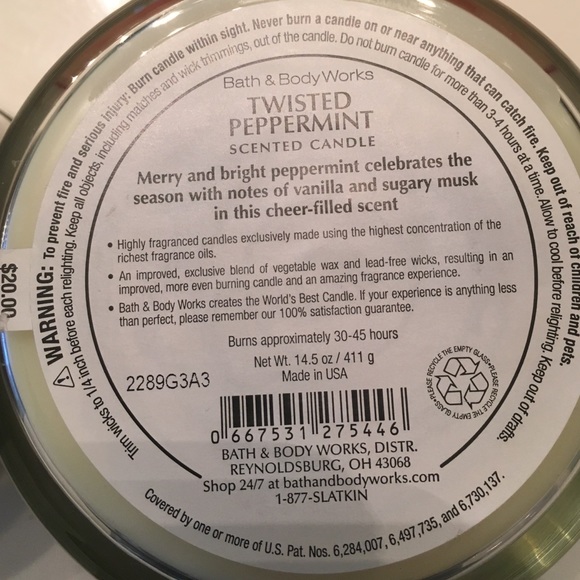 WARNING: To prevent fire and serious injury: Burn candle within sight. Never burn a candle on or near anything that can catch fire. Keep out of reach of children and pets.
Trim wicks to 1/4 inch before each relighting. Keep all objects, including matches and wick trimmings, out of the candle. Do not burn candle for more than 3-4 hours at a time. Allow to cool before relighting. Keep out of drafts.
$20.00
Bath & Body Works
TWISTED
PEPPERMINT
SCENTED CANDLE
Merry and bright peppermint celebrates the
season with notes of vanilla and sugary musk
in this cheer-filled scent
• Highly fragranced candles exclusively made using the highest concentration of the
richest fragrance oils.
• An improved, exclusive blend of vegetable wax and lead-free wicks, resulting in an
improved, more even burning candle and an amazing fragrance experience.
• Bath & Body Works creates the World's Best Candle. If your experience is anything less
than perfect, please remember our 100% satisfaction guarantee.
Burns approximately 30-45 hours
Net Wt. 14.5 oz / 411 g
Made in USA
2289G3A3
PLEASE RECYCLE THE EMPTY GLASS • PLEASE RECYCLE THE EMPTY GLASS •
0 667531 275446
BATH & BODY WORKS, DISTR.
REYNOLDSBURG, OH 43068
Shop 24/7 at bathandbodyworks.com
1-877-SLATKIN
Covered by one or more of U.S. Pat. Nos. 6,284,007, 6,497,735, and 6,730,137.